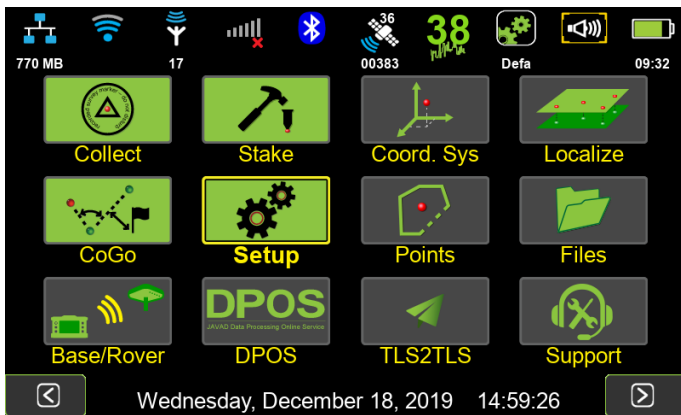 36
38
770 MB 17 00383 Defa 09:32
Collect Stake Coord. Sys Localize
CoGo Setup Points Files
DPOS
JAVAD Data Processing Online Service
Base/Rover DPOS TLS2TLS Support
Wednesday, December 18, 2019 14:59:26